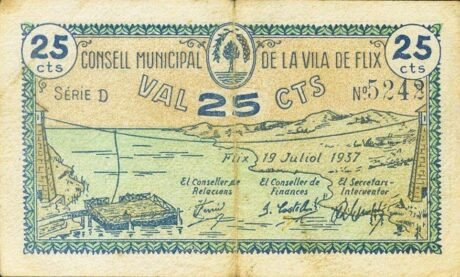 25 cts
CONSELL MUNICIPAL DE LA VILA DE FLIX
25 cts
SÈRIE D
VAL 25 CTS
Nº 5242
Flix 19 Juliol 1937
El Conseller de Relacions
El Conseller de Finances
El Secretari-Interventor